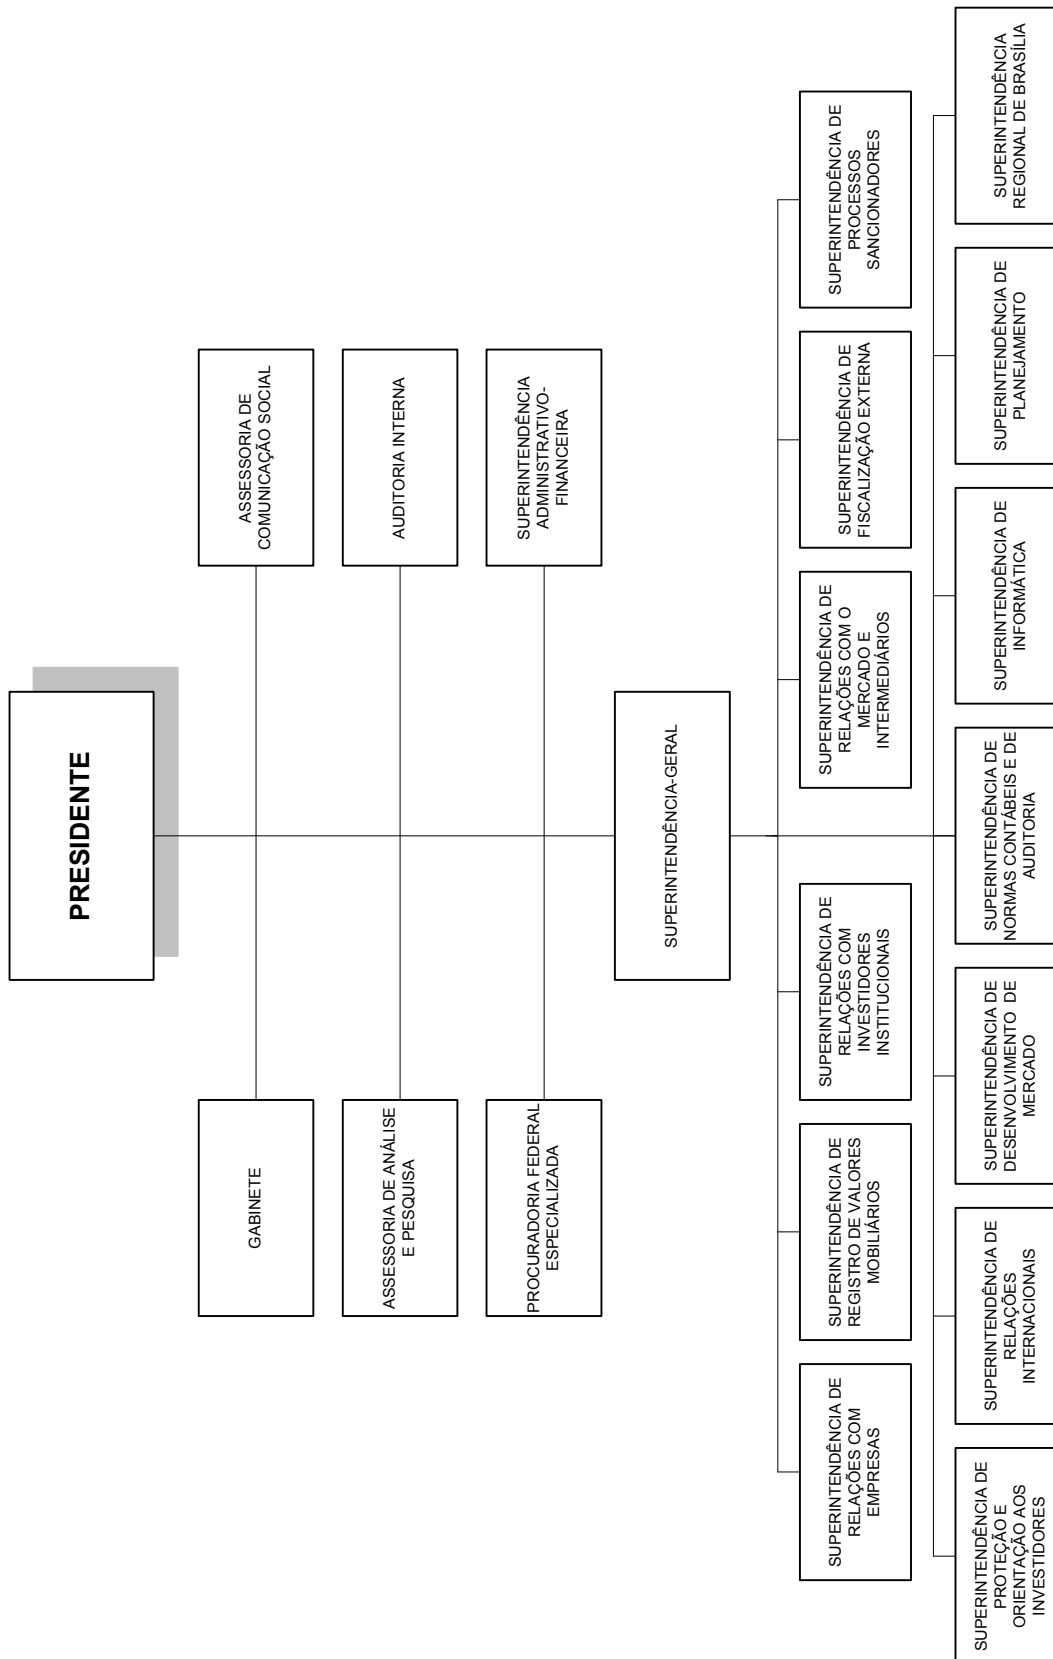 PRESIDENTE
GABINETE
ASSESSORIA DE
COMUNICAÇÃO SOCIAL
ASSESSORIA DE ANÁLISE
E PESQUISA
AUDITORIA INTERNA
PROCURADORIA FEDERAL
ESPECIALIZADA
SUPERINTENDÊNCIA
ADMINISTRATIVO-
FINANCEIRA
SUPERINTENDÊNCIA-GERAL
SUPERINTENDÊNCIA DE
RELAÇÕES COM
EMPRESAS
SUPERINTENDÊNCIA DE
REGISTRO DE VALORES
MOBILIÁRIOS
SUPERINTENDÊNCIA DE
RELAÇÕES COM
INVESTIDORES
INSTITUCIONAIS
SUPERINTENDÊNCIA DE
RELAÇÕES COM O
MERCADO E
INTERMEDIÁRIOS
SUPERINTENDÊNCIA DE
FISCALIZAÇÃO EXTERNA
SUPERINTENDÊNCIA DE
PROCESSOS
SANCIONADORES
SUPERINTENDÊNCIA DE
PROTEÇÃO E
ORIENTAÇÃO AOS
INVESTIDORES
SUPERINTENDÊNCIA DE
RELAÇÕES
INTERNACIONAIS
SUPERINTENDÊNCIA DE
DESENVOLVIMENTO DE
MERCADO
SUPERINTENDÊNCIA DE
NORMAS CONTÁBEIS E DE
AUDITORIA
SUPERINTENDÊNCIA DE
INFORMÁTICA
SUPERINTENDÊNCIA DE
PLANEJAMENTO
SUPERINTENDÊNCIA
REGIONAL DE BRASÍLIA